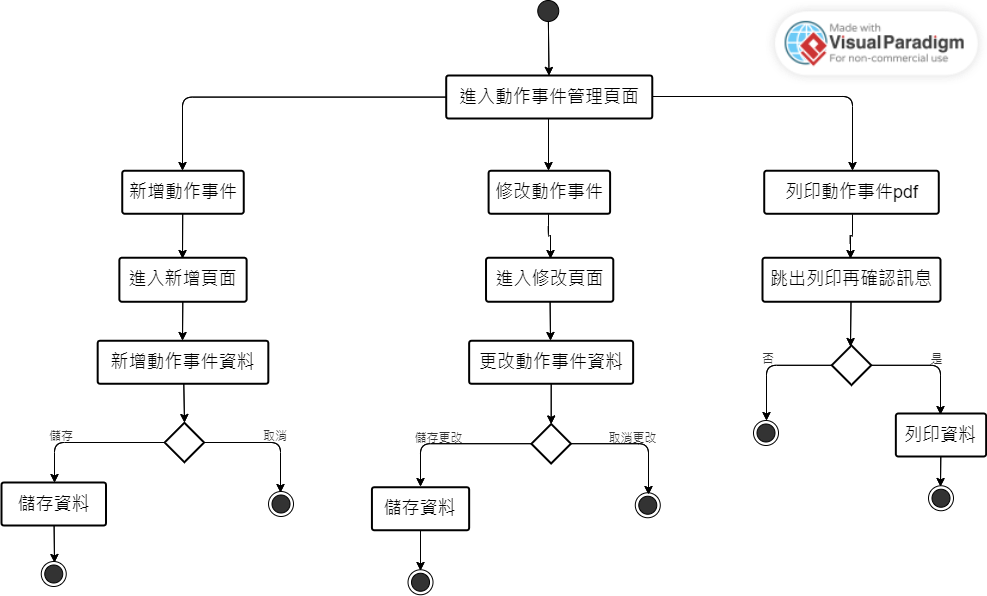 Made with
VisualParadigm
For non-commercial use
進入動作事件管理頁面
新增動作事件
修改動作事件
列印動作事件pdf
進入新增頁面
進入修改頁面
跳出列印再確認訊息
新增動作事件資料
更改動作事件資料
否
是
儲存
取消
儲存更改
取消更改
列印資料
儲存資料
儲存資料